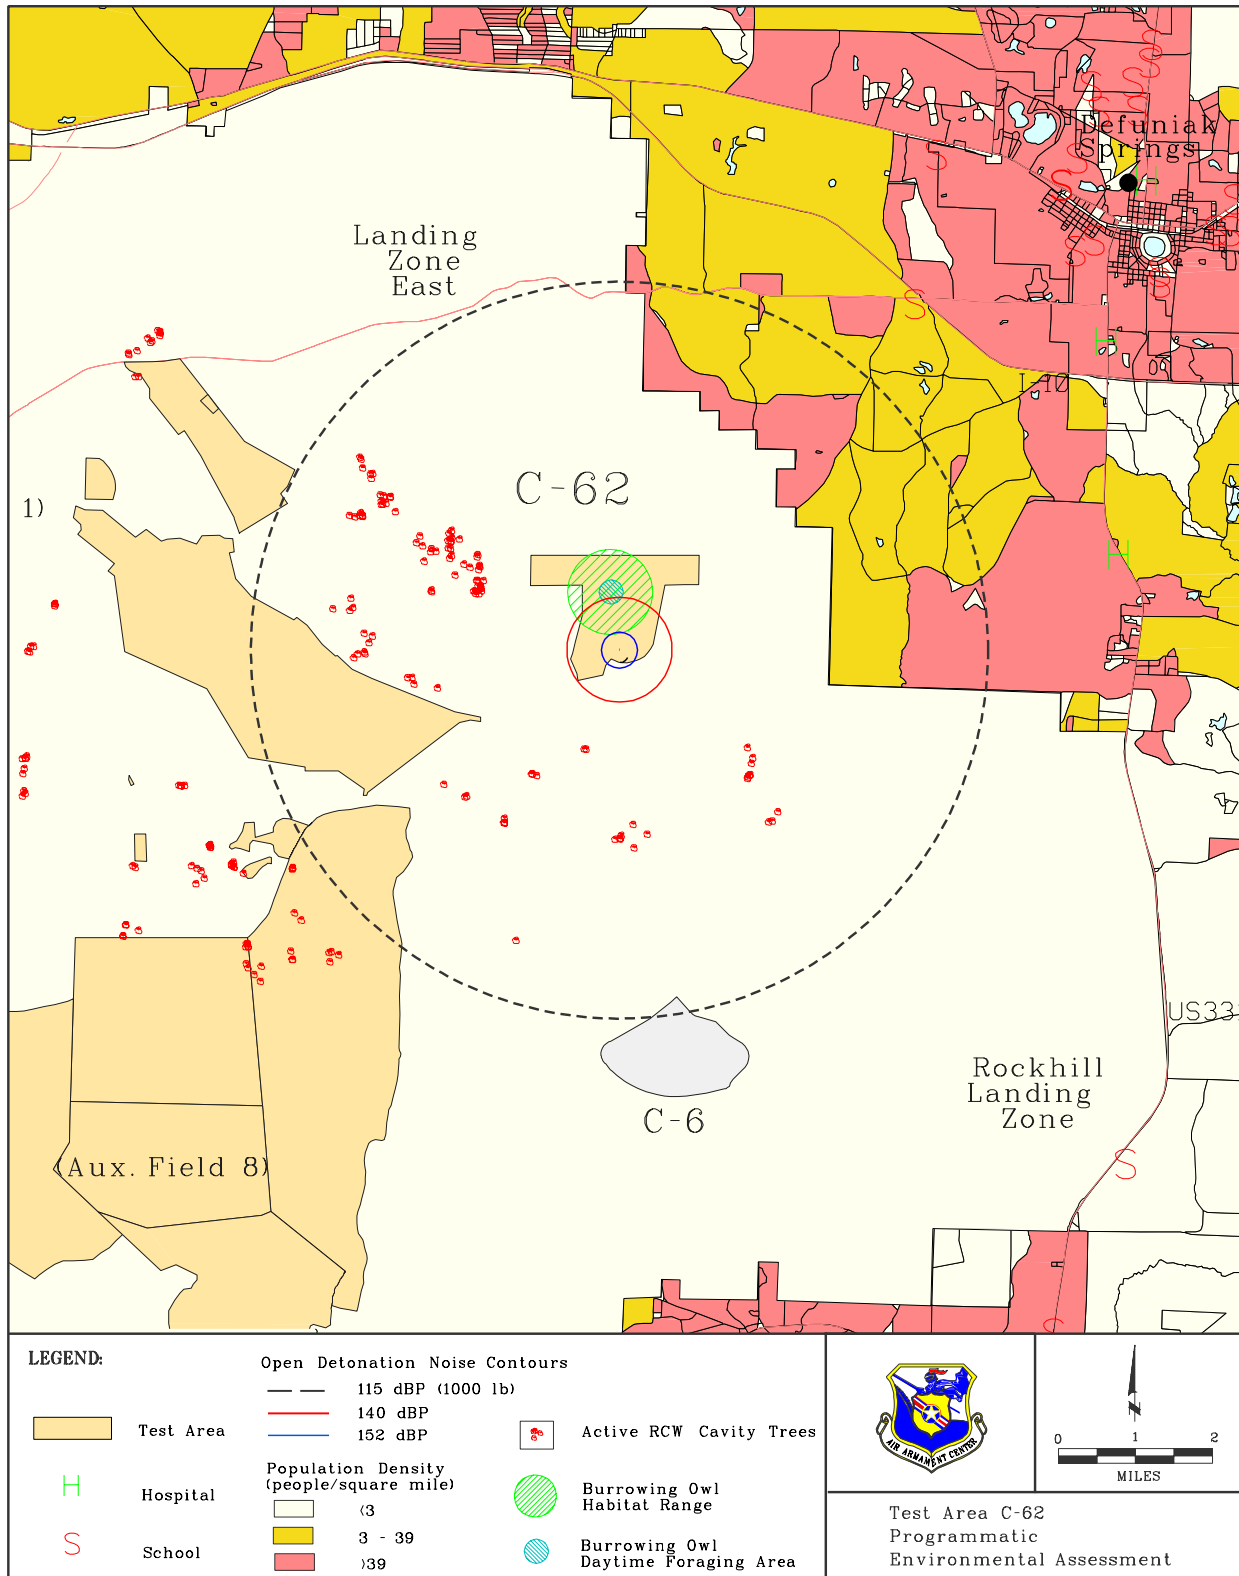 Defuniak
Springs
Landing
Zone
East
I-10
C-62
1)
US331
Rockhill
Landing
Zone
C-6
(Aux. Field 8)
S
S
S
S
H
H
LEGEND:
Open Detonation Noise Contours
115 dBP (1000 lb)
140 dBP
152 dBP
Test Area
Active RCW Cavity Trees
Population Density
(people/square mile)
H
Hospital
Burrowing Owl
Habitat Range
(3
3 - 39
)39
S
School
Burrowing Owl
Daytime Foraging Area
AIR ARMAMENT CENTER
N
0 1 2
MILES
Test Area C-62
Programmatic
Environmental Assessment